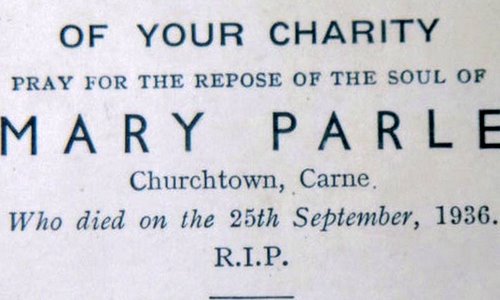 OF YOUR CHARITY
PRAY FOR THE REPOSE OF THE SOUL OF
MARY PARLE
Churchtown, Carne.
Who died on the 25th September, 1936.
R.I.P.